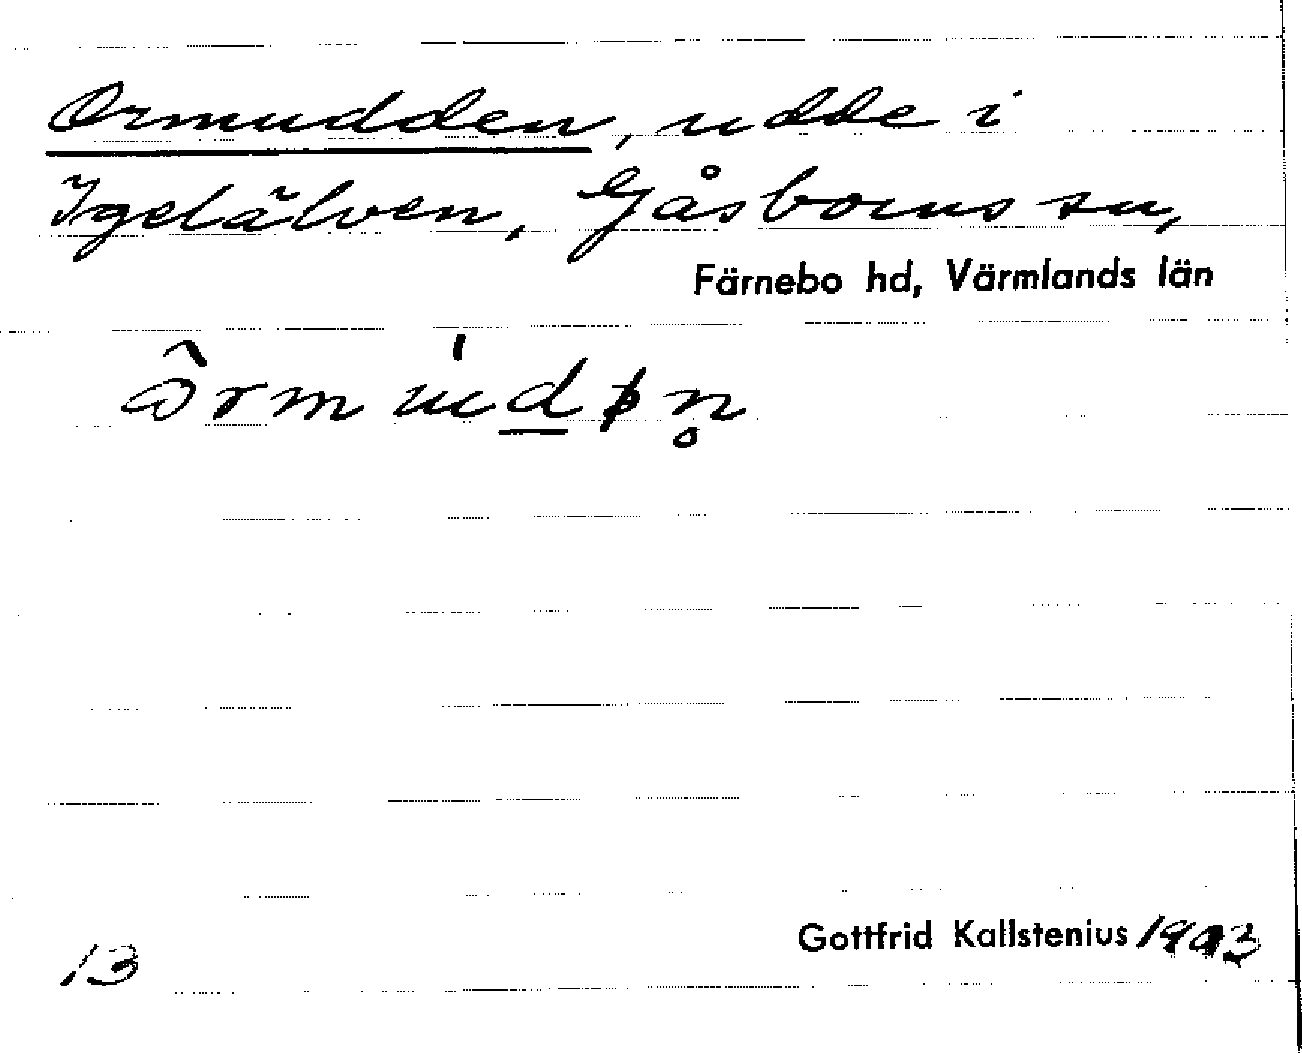 Ormudden, udde i
Igelälven, Gåsborns sn,
Färnebo hd, Värmlands län
13
Gottfrid Kallstenius